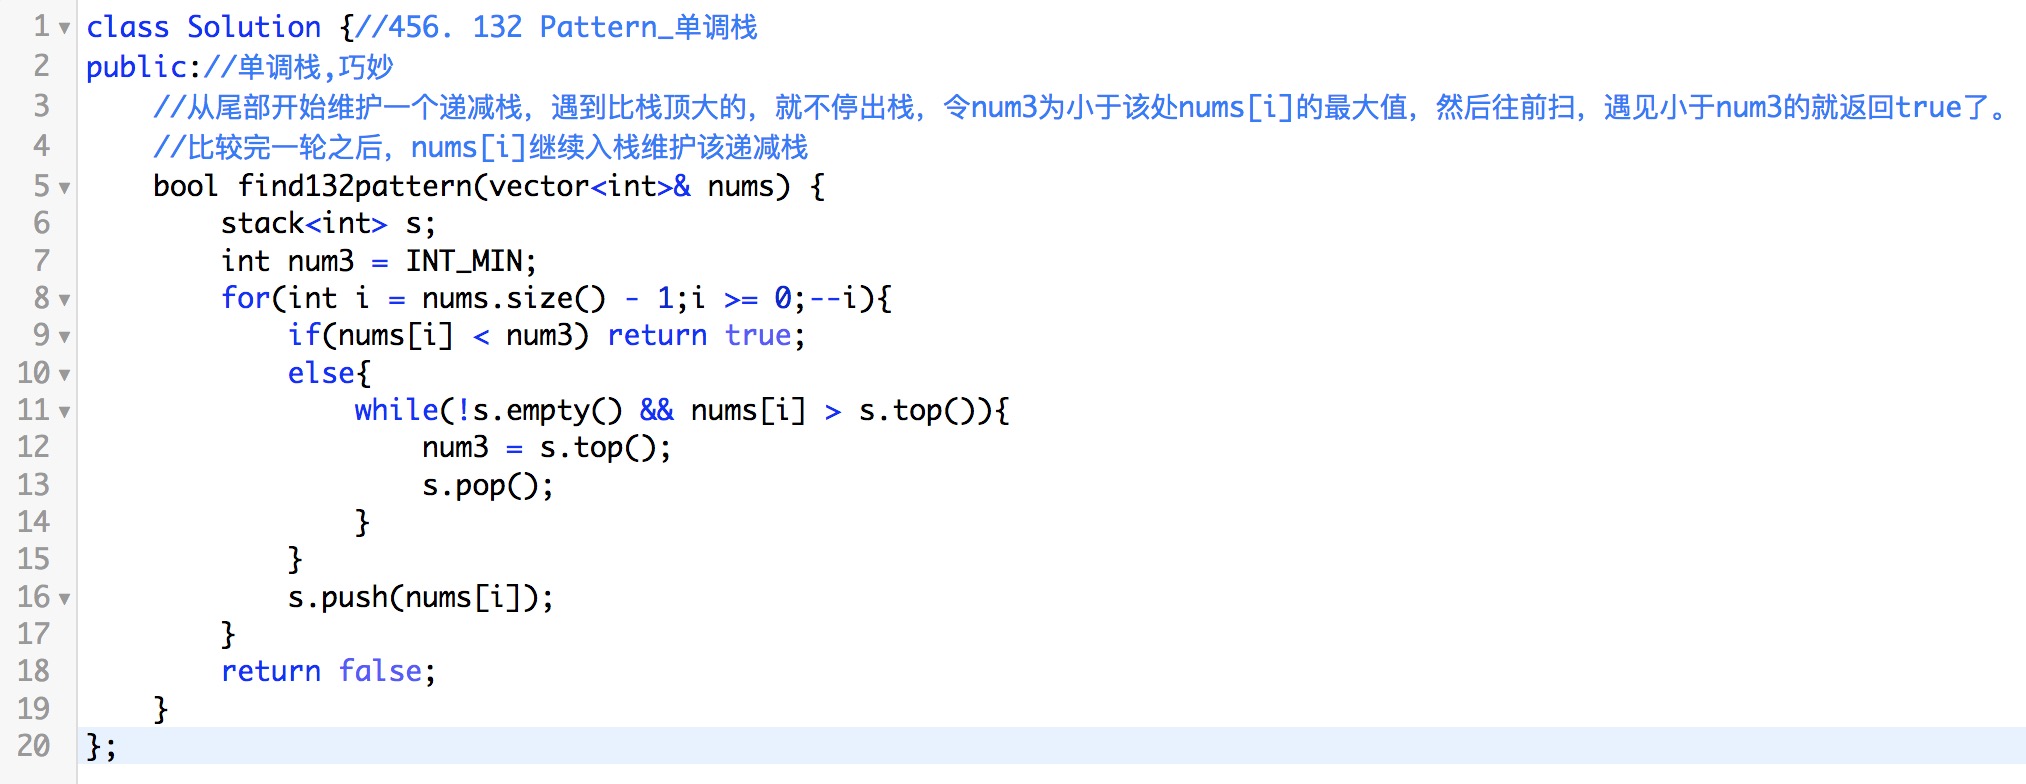 1 class Solution {//456. 132 Pattern_单调栈
2 public://单调栈,巧妙
3     //从尾部开始维护一个递减栈，遇到比栈顶大的，就不停出栈，令num3为小于该处nums[i]的最大值，然后往前扫，遇见小于num3的就返回true了。
4     //比较完一轮之后，nums[i]继续入栈维护该递减栈
5     bool find132pattern(vector<int>& nums) {
6         stack<int> s;
7         int num3 = INT_MIN;
8         for(int i = nums.size() - 1;i >= 0;--i){
9             if(nums[i] < num3) return true;
10             else{
11                 while(!s.empty() && nums[i] > s.top()){
12                     num3 = s.top();
13                     s.pop();
14                 }
15             }
16             s.push(nums[i]);
17         }
18         return false;
19     }
20 };